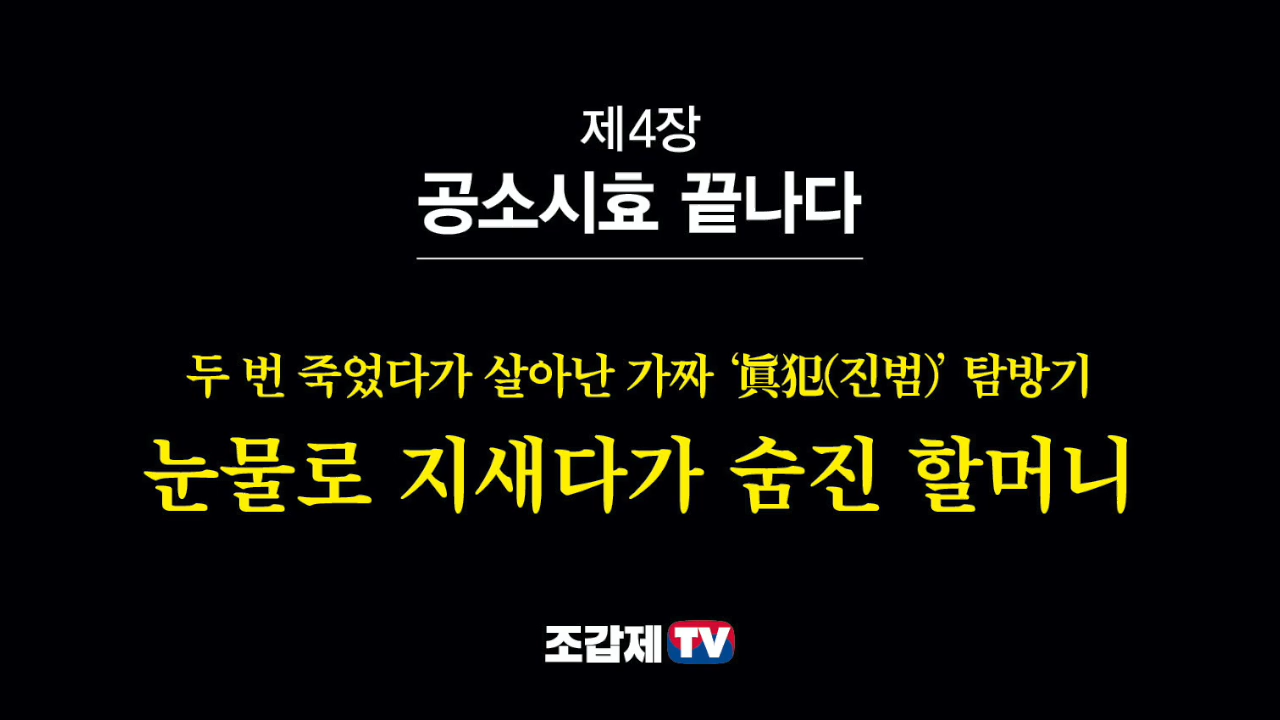 제4장
공소시효 끝나다
두 번 죽었다가 살아난 가짜 ‘眞犯(진범)’ 탐방기
눈물로 지새다가 숨진 할머니
조갑제TV